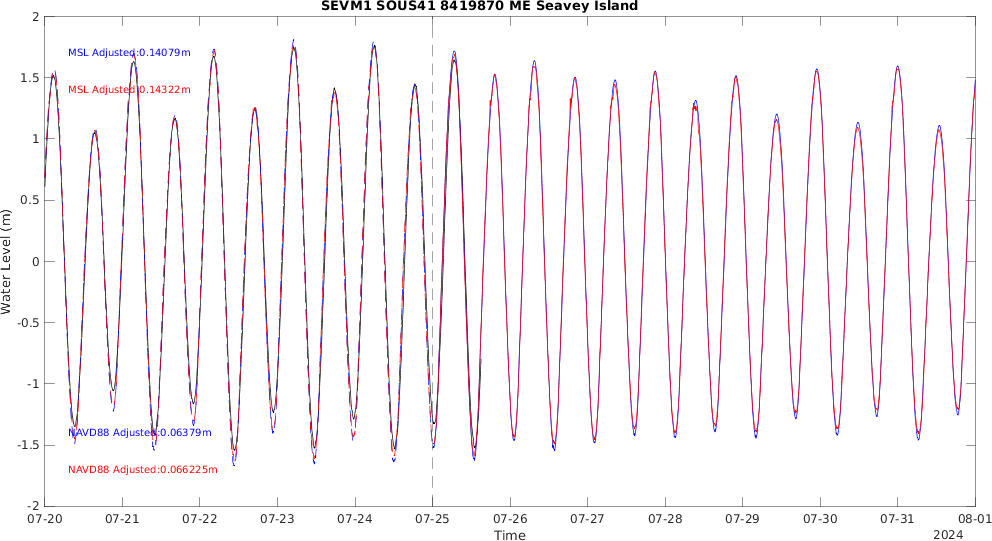 SEVM1 SOUS41 8419870 ME Seavey Island
2
1.5
1
0.5
0
-0.5
-1
-1.5
-2
Water Level (m)
MSL Adjusted:0.14079m
MSL Adjusted:0.14322m
NAVD88 Adjusted:0.06379m
NAVD88 Adjusted:0.066225m
07-20 07-21 07-22 07-23 07-24 07-25 07-26 07-27 07-28 07-29 07-30 07-31 08-01
Time
2024